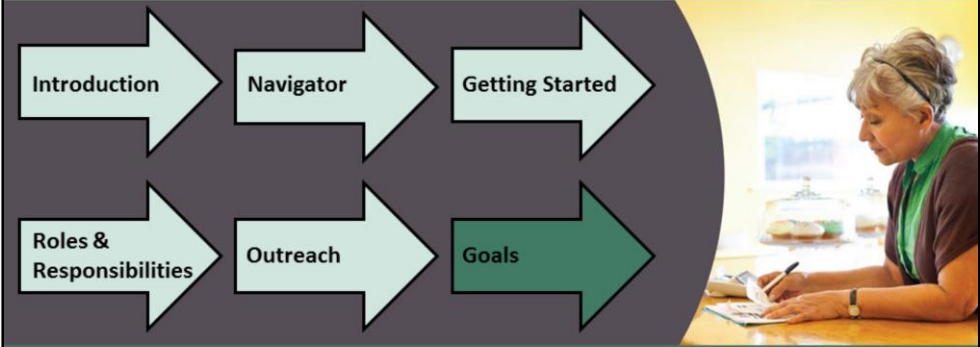 Introduction
Navigator
Getting Started
Roles &
Responsibilities
Outreach
Goals